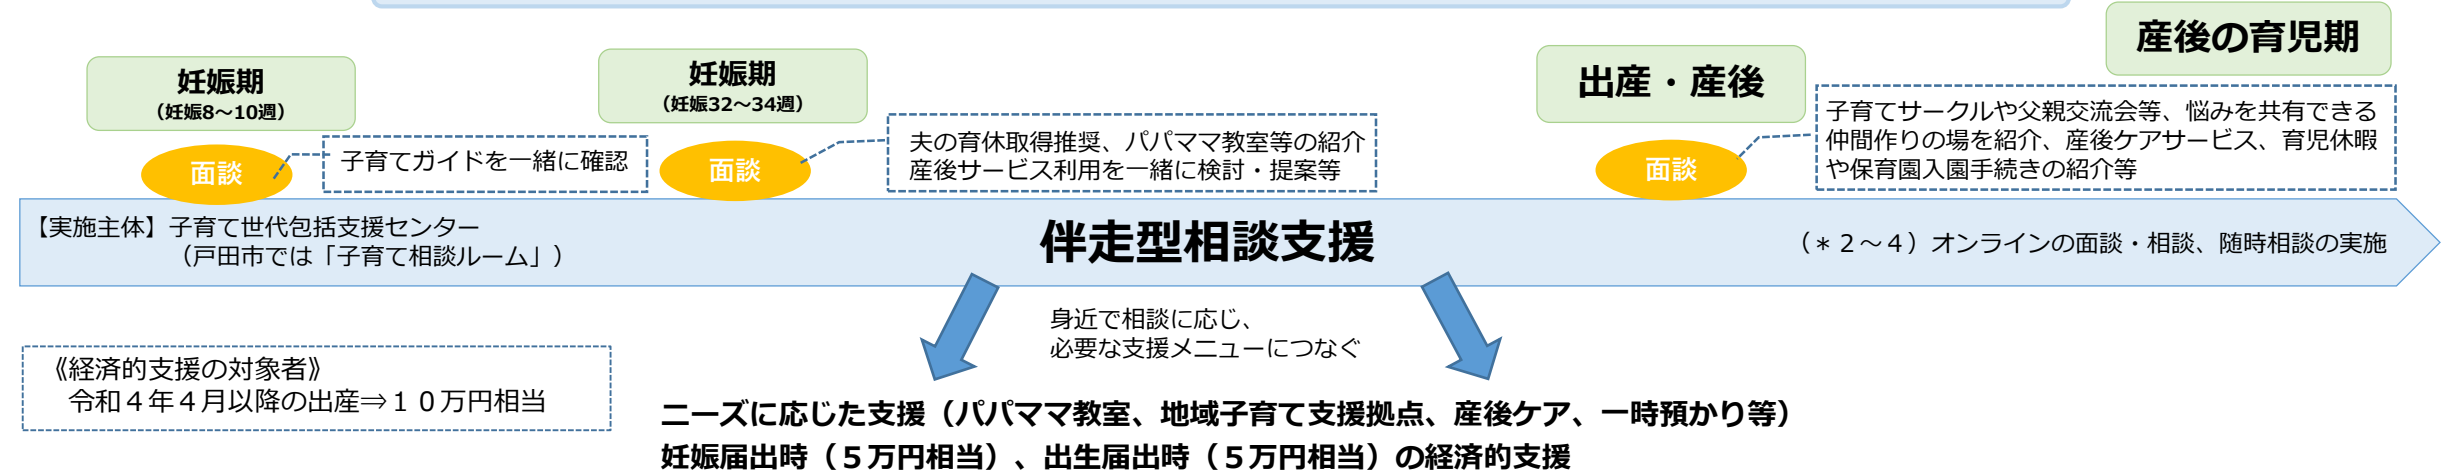 産後の育児期
妊娠期
（妊娠8～10週）
妊娠期
（妊娠32～34週）
出産・産後
面談
子育てガイドを一緒に確認
面談
夫の育休取得推奨、パパママ教室等の紹介
産後サービス利用を一緒に検討・提案等
面談
子育てサークルや父親交流会等、悩みを共有できる
仲間作りの場を紹介、産後ケアサービス、育児休暇
や保育園入園手続きの紹介等
【実施主体】子育て世代包括支援センター
（戸田市では「子育て相談ルーム」）
伴走型相談支援
（＊２～４）オンラインの面談・相談、随時相談の実施
身近で相談に応じ、
必要な支援メニューにつなぐ
《経済的支援の対象者》
令和４年４月以降の出産⇒１０万円相当
ニーズに応じた支援（パパママ教室、地域子育て支援拠点、産後ケア、一時預かり等）
妊娠届出時（５万円相当）、出生届出時（５万円相当）の経済的支援